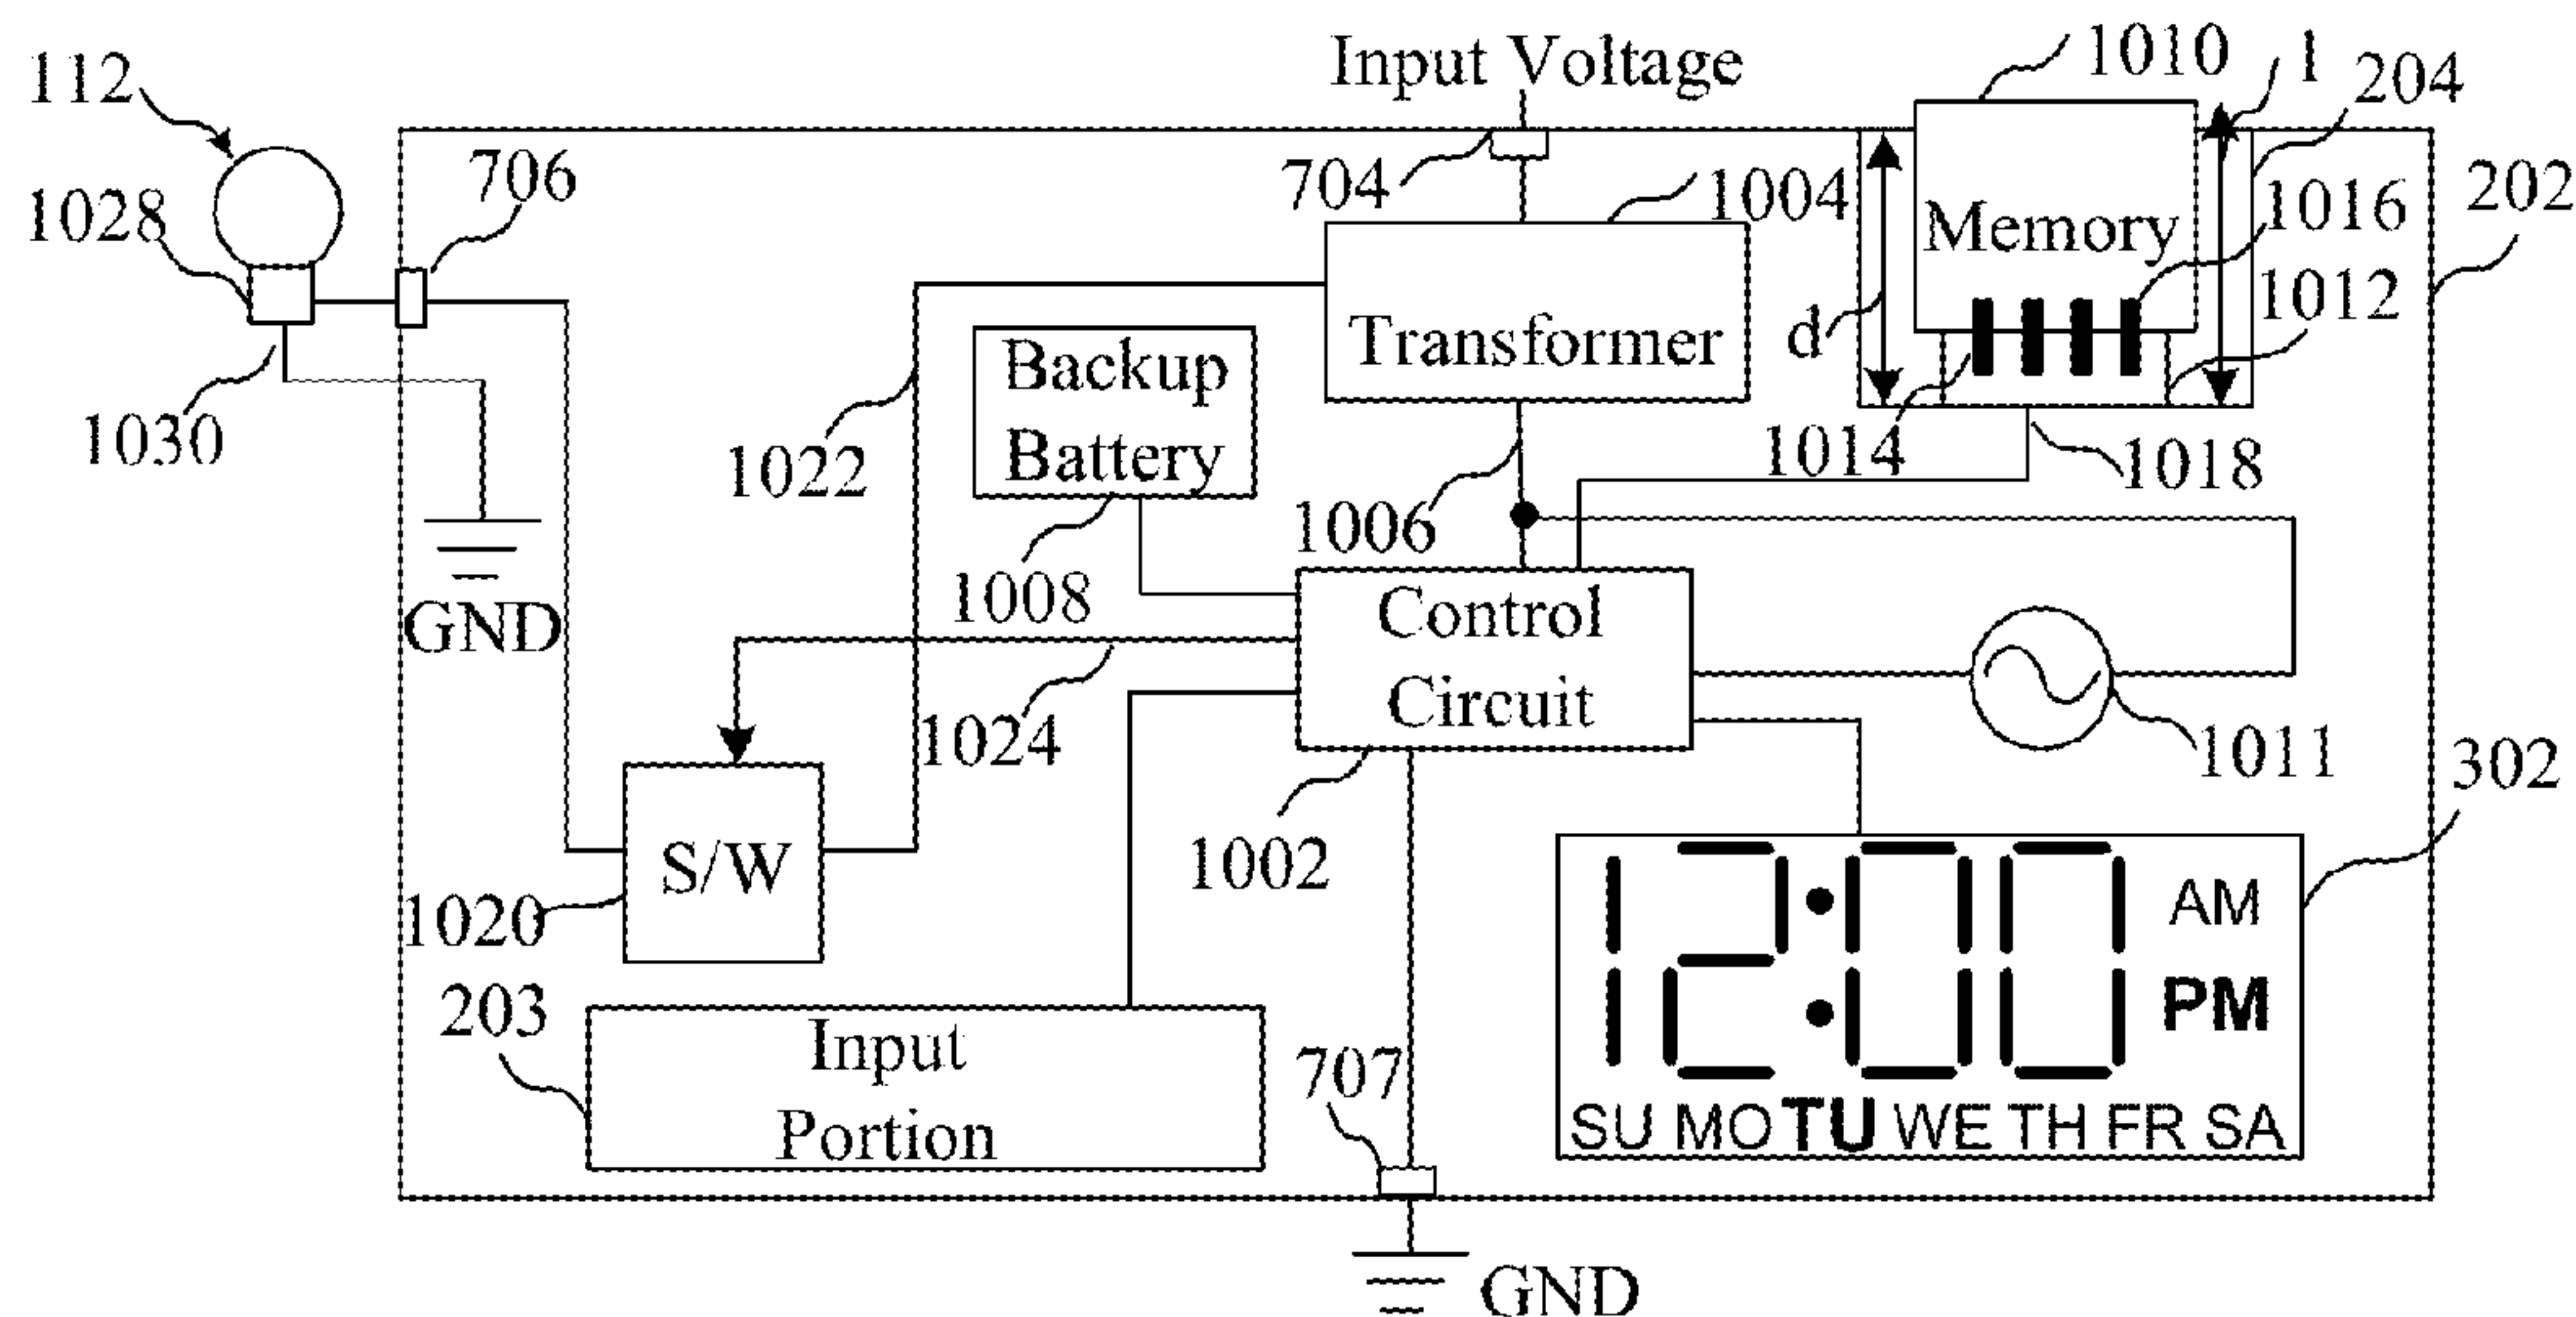 Input Voltage
1010
l
204
112
706
704
1004
1016
202
1028
Memory
1012
d
Transformer
Backup
Battery
1030
1022
1014
1018
1006
1008
GND
Control
Circuit
1024
1011
302
1002
S/W
1020
12:00
AM
PM
SU MO TU WE TH FR SA
203
Input
Portion
707
GND